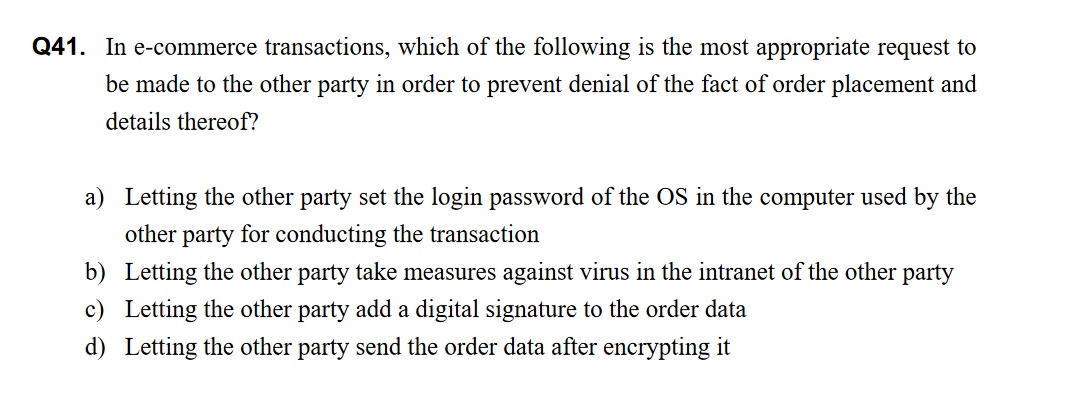 Q41. In e-commerce transactions, which of the following is the most appropriate request to
be made to the other party in order to prevent denial of the fact of order placement and
details thereof?
a) Letting the other party set the login password of the OS in the computer used by the
other party for conducting the transaction
b) Letting the other party take measures against virus in the intranet of the other party
c) Letting the other party add a digital signature to the order data
d) Letting the other party send the order data after encrypting it